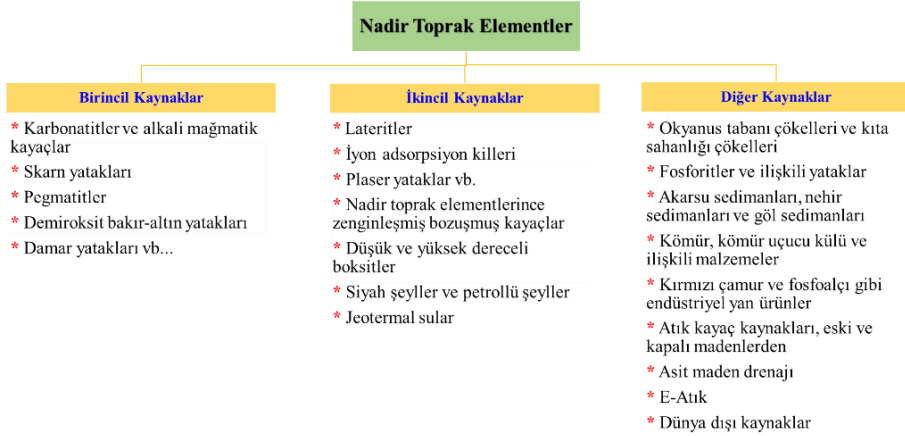 Nadir Toprak Elementler
Birincil Kaynaklar
* Karbonatitler ve alkali mağmatik
kayaçlar
* Skarn yatakları
* Pegmatitler
* Demiroksit bakır-altın yatakları
* Damar yatakları vb...
İkincil Kaynaklar
* Lateritler
* İyon adsorpsiyon killeri
* Plaser yataklar vb.
* Nadir toprak elementlerince
zenginleşmiş bozuşmuş kayaçlar
* Düşük ve yüksek dereceli
boksitler
* Siyah şeyller ve petrollü şeyller
* Jeotermal sular
Diğer Kaynaklar
* Okyanus tabanı çökelleri ve kıta
sahanlığı çökelleri
* Fosforitler ve ilişkili yataklar
* Akarsu sedimanları, nehir
sedimanları ve göl sedimanları
* Kömür, kömür uçucu külü ve
ilişkili malzemeler
* Kırmızı çamur ve fosfoalçı gibi
endüstriyel yan ürünler
* Atık kayaç kaynakları, eski ve
kapalı madenlerden
* Asit maden drenajı
* E-Atık
* Dünya dışı kaynaklar